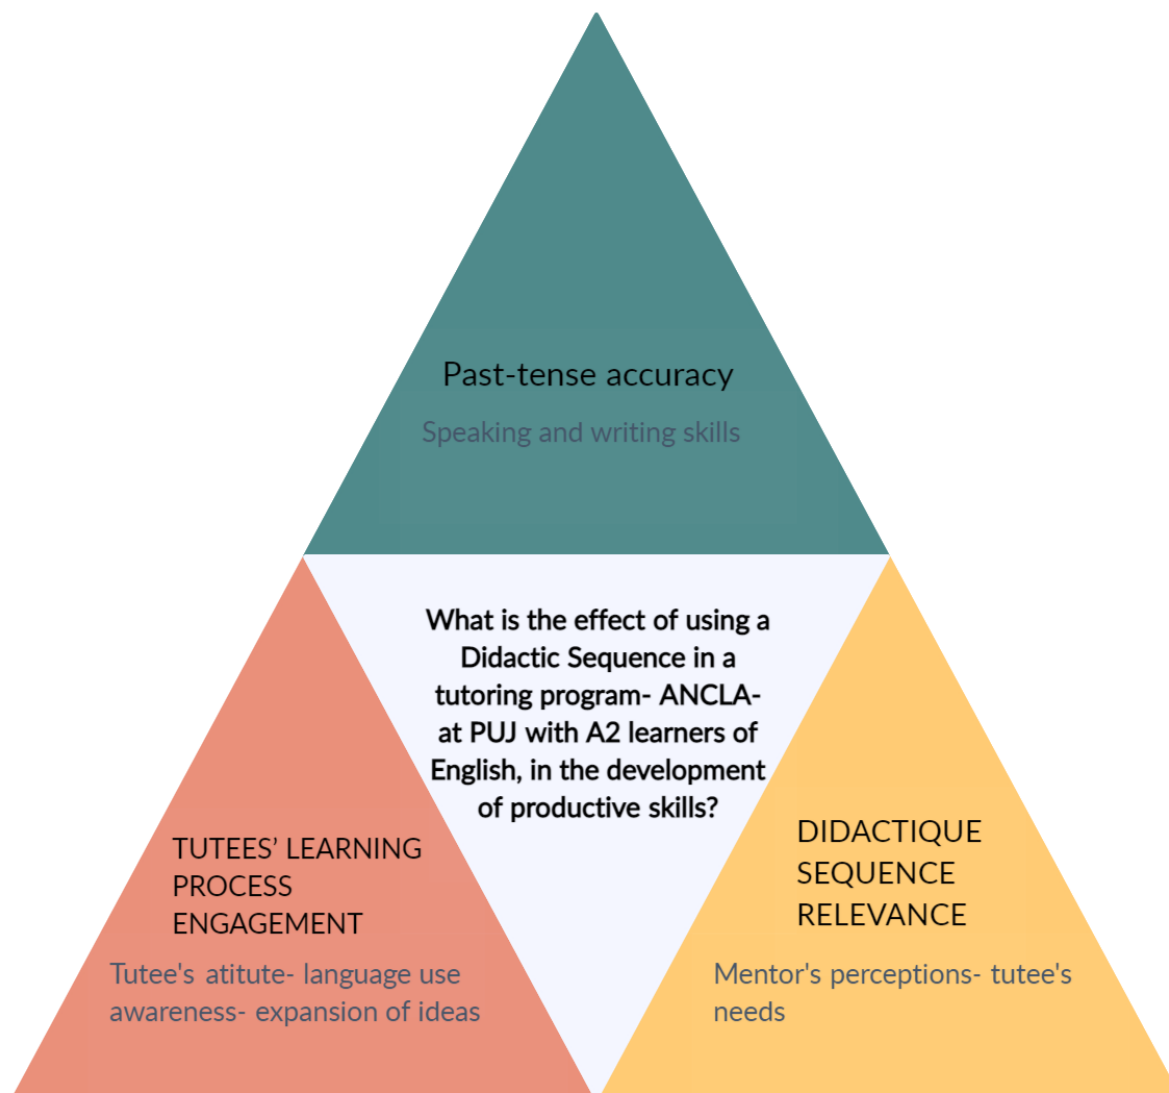 Past-tense accuracy
Speaking and writing skills
What is the effect of using a
Didactic Sequence in a
tutoring program- ANCLA-
at PUJ with A2 learners of
English, in the development
of productive skills?
TUTEES’ LEARNING
PROCESS
ENGAGEMENT
Tutee's atitute- language use
awareness- expansion of ideas
DIDACTIQUE
SEQUENCE
RELEVANCE
Mentor's perceptions- tutee's
needs